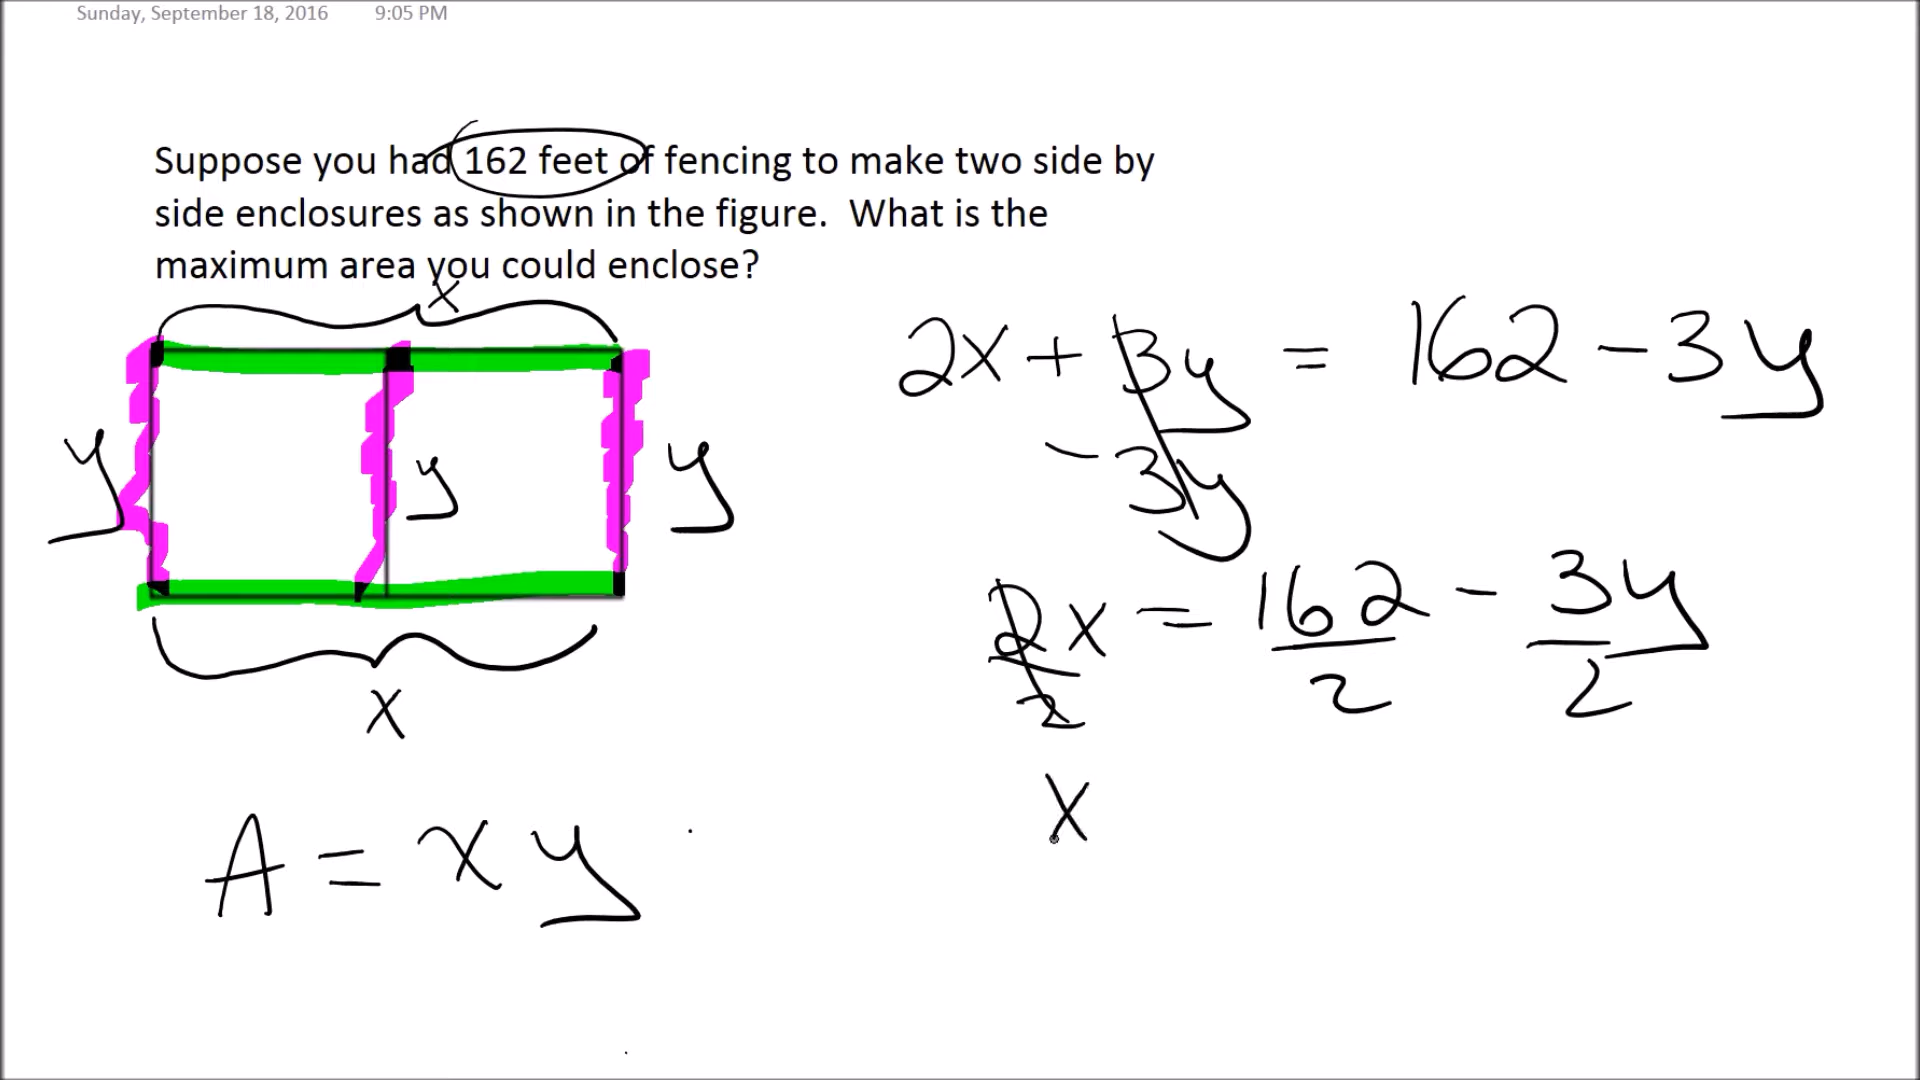 Sunday, September 18, 2016 9:05 PM
Suppose you had 162 feet of fencing to make two side by
side enclosures as shown in the figure. What is the
maximum area you could enclose?
x
y y y
x
A = x y
2x + 3y = 162 - 3y
- 3y
2x = 162 - 3y
2 2 2
x